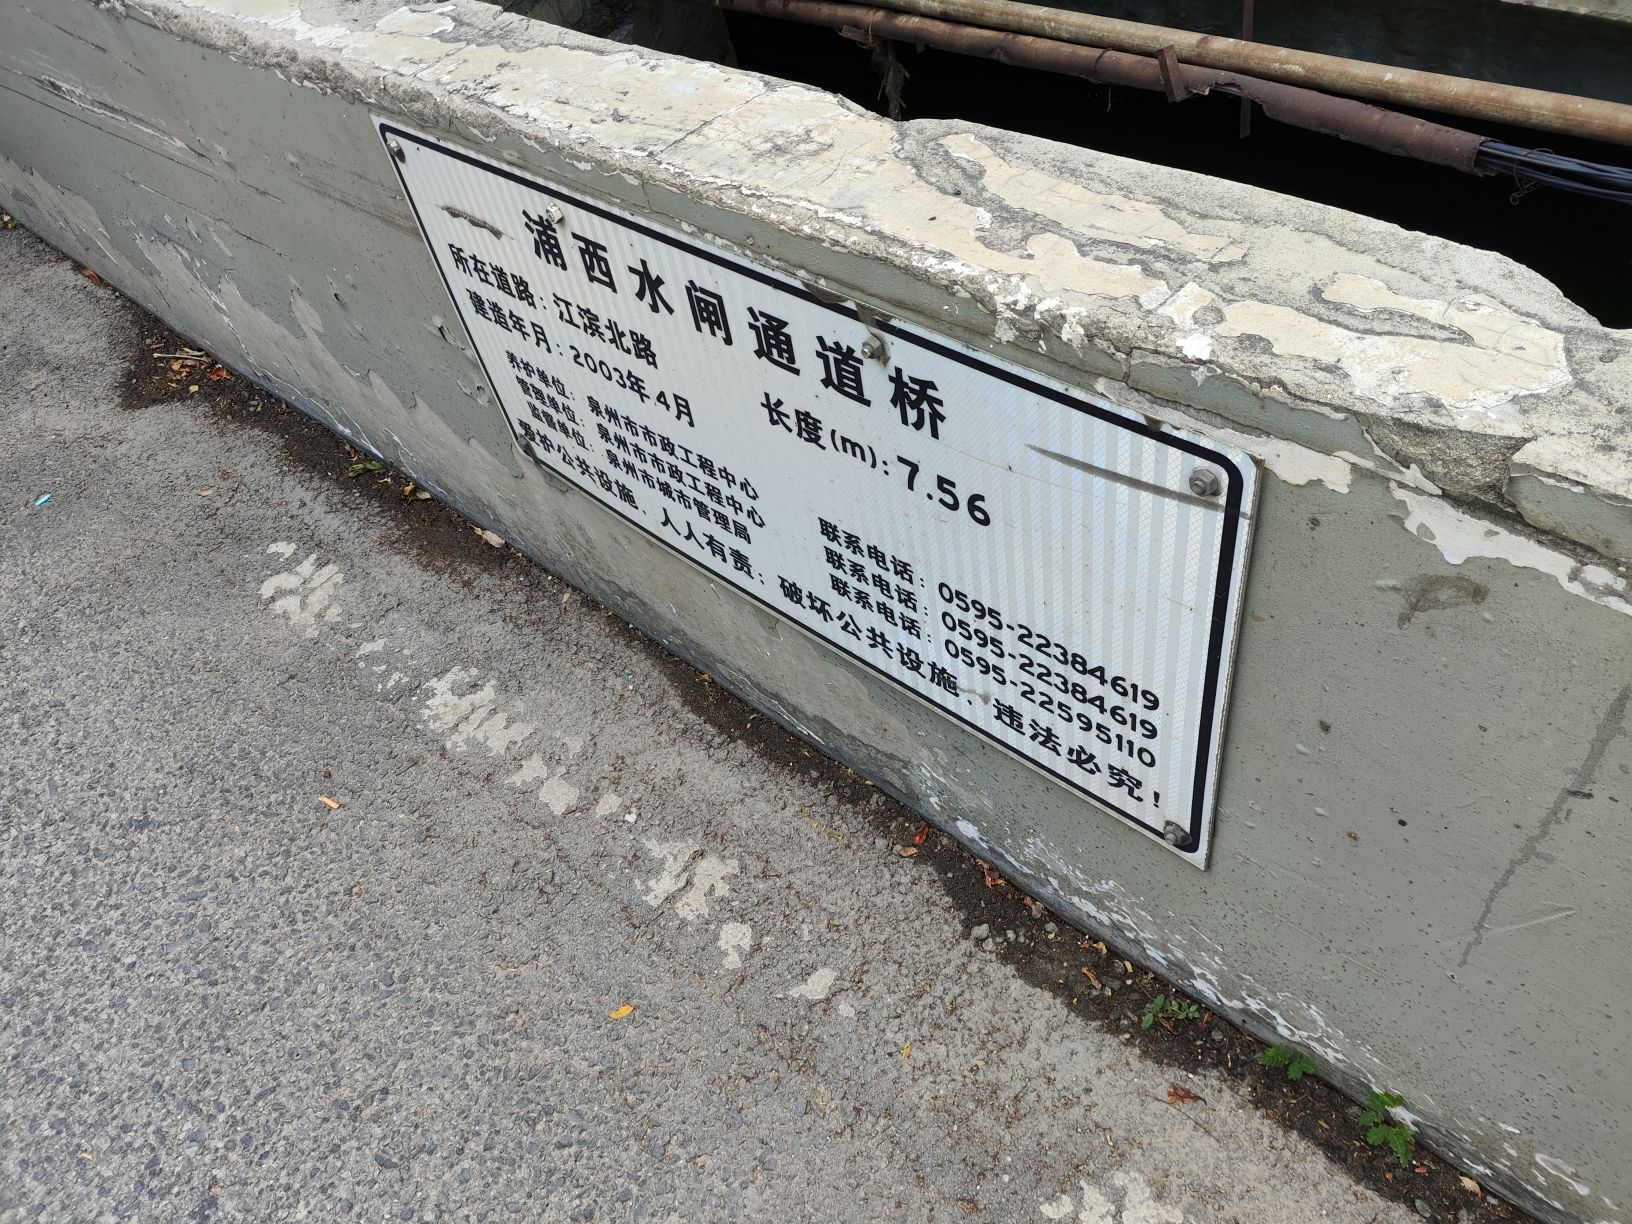 浦西水闸通道桥
所在道路：江滨北路
建造年月：2003年4月 长度(m)：7.56
养护单位：泉州市市政工程中心 联系电话：0595-22384619
管理单位：泉州市市政工程中心 联系电话：0595-22384619
监督单位：泉州市城市管理局 联系电话：0595-22595110
爱护公共设施、人人有责；破坏公共设施、违法必究！